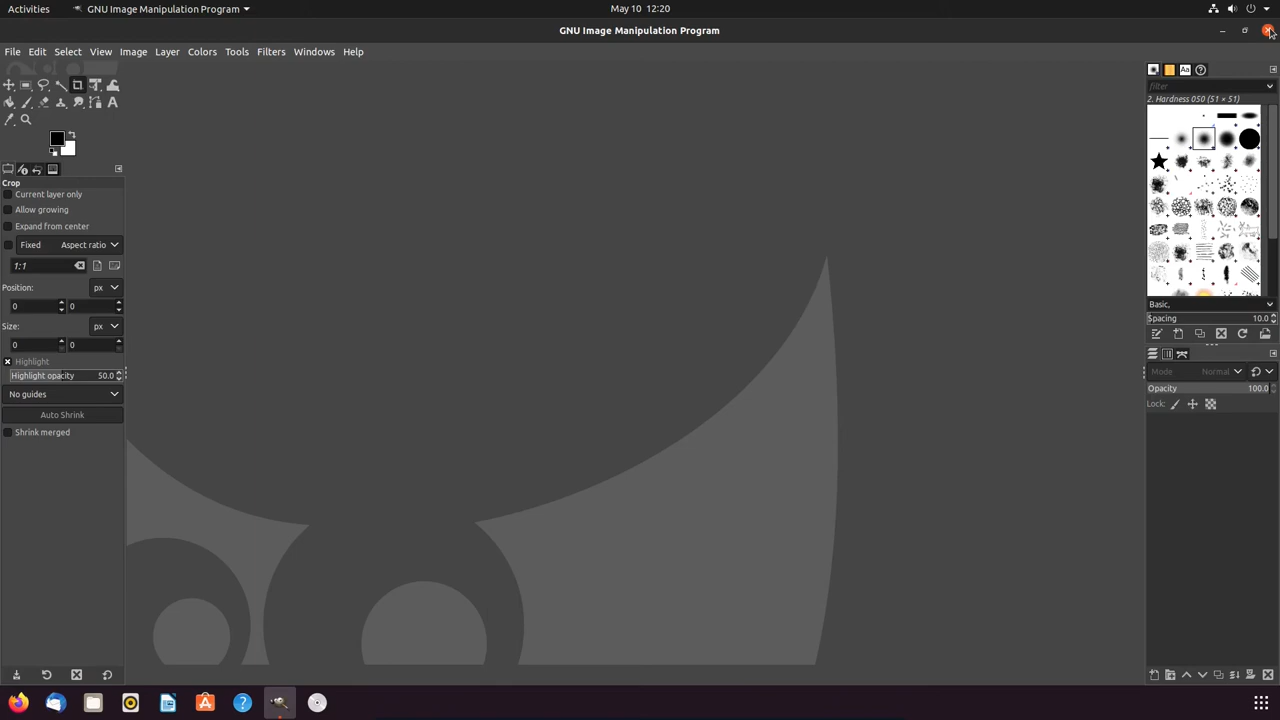 Activities
GNU Image Manipulation Program
May 10 12:20
GNU Image Manipulation Program
File Edit Select View Image Layer Colors Tools Filters Windows Help
filter
2. Hardness 050 (51 × 51)
Crop
Current layer only
Allow growing
Expand from center
Fixed Aspect ratio
1:1
Position: px
0 0
Size: px
0 0
Highlight
Highlight opacity 50.0
No guides
Auto Shrink
Shrink merged
Basic,
Spacing 10.0
Mode Normal
Opacity 100.0
Lock: